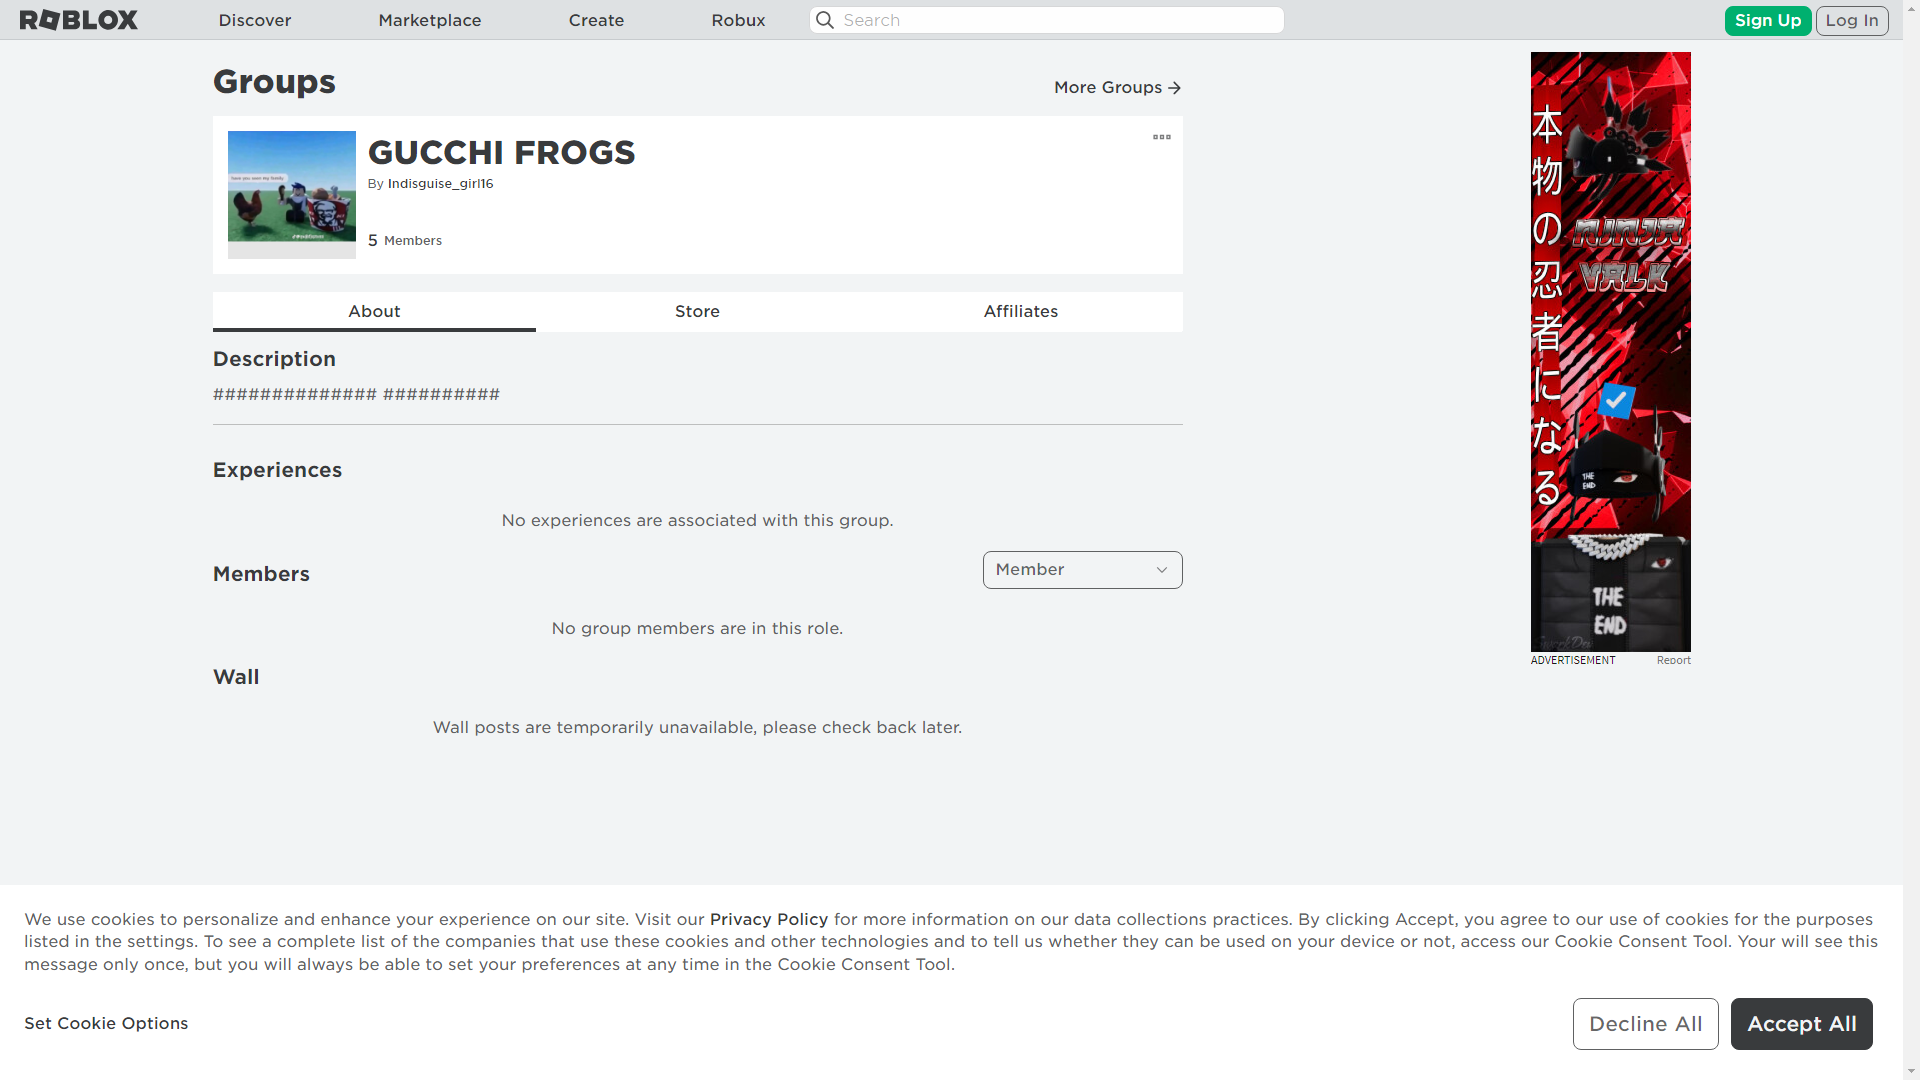 ROBLOX
Discover
Marketplace
Create
Robux
Search
Sign Up
Log In
Groups
More Groups
GUCCHI FROGS
By Indisguise_girl16
5 Members
About
Store
Affiliates
Description
############## ##########
Experiences
No experiences are associated with this group.
Members
Member
No group members are in this role.
Wall
Wall posts are temporarily unavailable, please check back later.
本物の忍者になる
NINJA
VALK
THE
END
THE
END
ADVERTISEMENT
Report
We use cookies to personalize and enhance your experience on our site. Visit our Privacy Policy for more information on our data collections practices. By clicking Accept, you agree to our use of cookies for the purposes
listed in the settings. To see a complete list of the companies that use these cookies and other technologies and to tell us whether they can be used on your device or not, access our Cookie Consent Tool. Your will see this
message only once, but you will always be able to set your preferences at any time in the Cookie Consent Tool.
Set Cookie Options
Decline All
Accept All